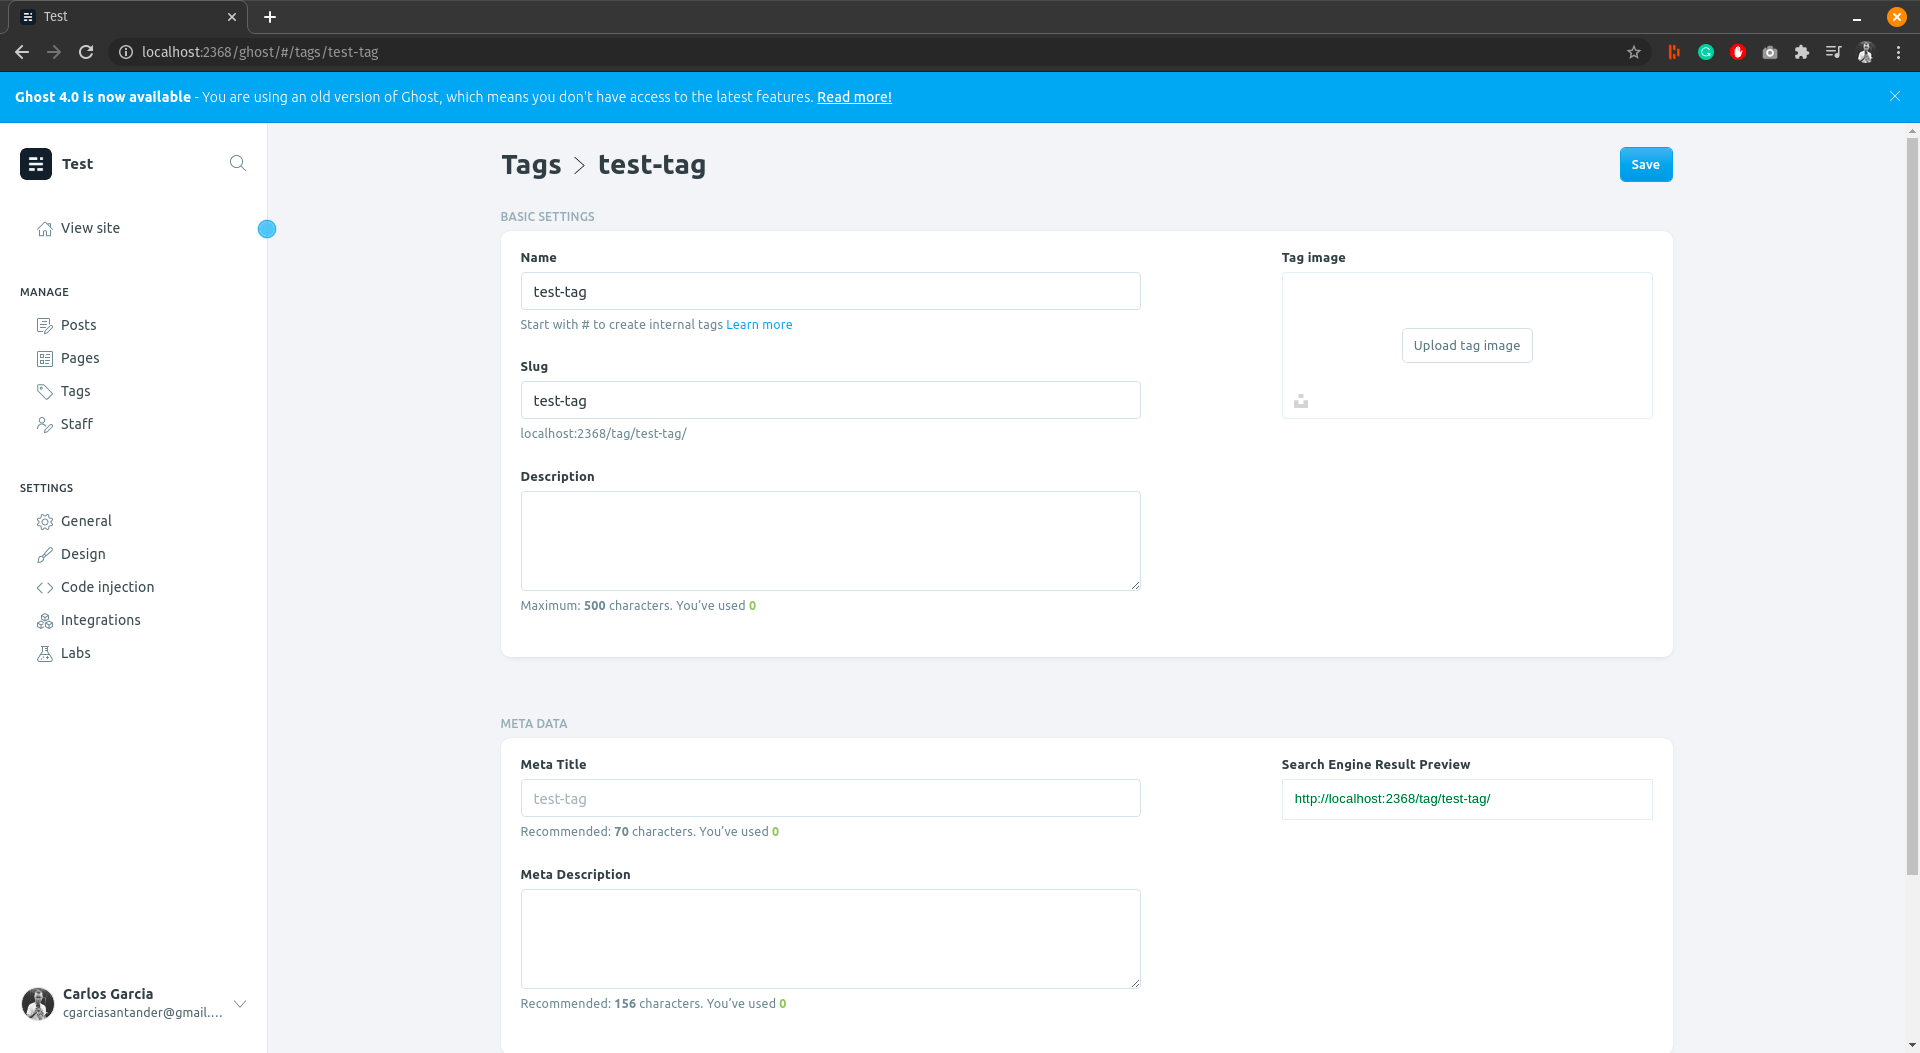 Test
localhost:2368/ghost/#/tags/test-tag
Ghost 4.0 is now available - You are using an old version of Ghost, which means you don't have access to the latest features. Read more!
Test
View site
MANAGE
Posts
Pages
Tags
Staff
SETTINGS
General
Design
Code injection
Integrations
Labs
Carlos Garcia
cgarciasantander@gmail....
Tags > test-tag
Save
BASIC SETTINGS
Name
test-tag
Start with # to create internal tags Learn more
Slug
test-tag
localhost:2368/tag/test-tag/
Description
Maximum: 500 characters. You've used 0
Tag image
Upload tag image
META DATA
Meta Title
test-tag
Recommended: 70 characters. You've used 0
Meta Description
Recommended: 156 characters. You've used 0
Search Engine Result Preview
http://localhost:2368/tag/test-tag/